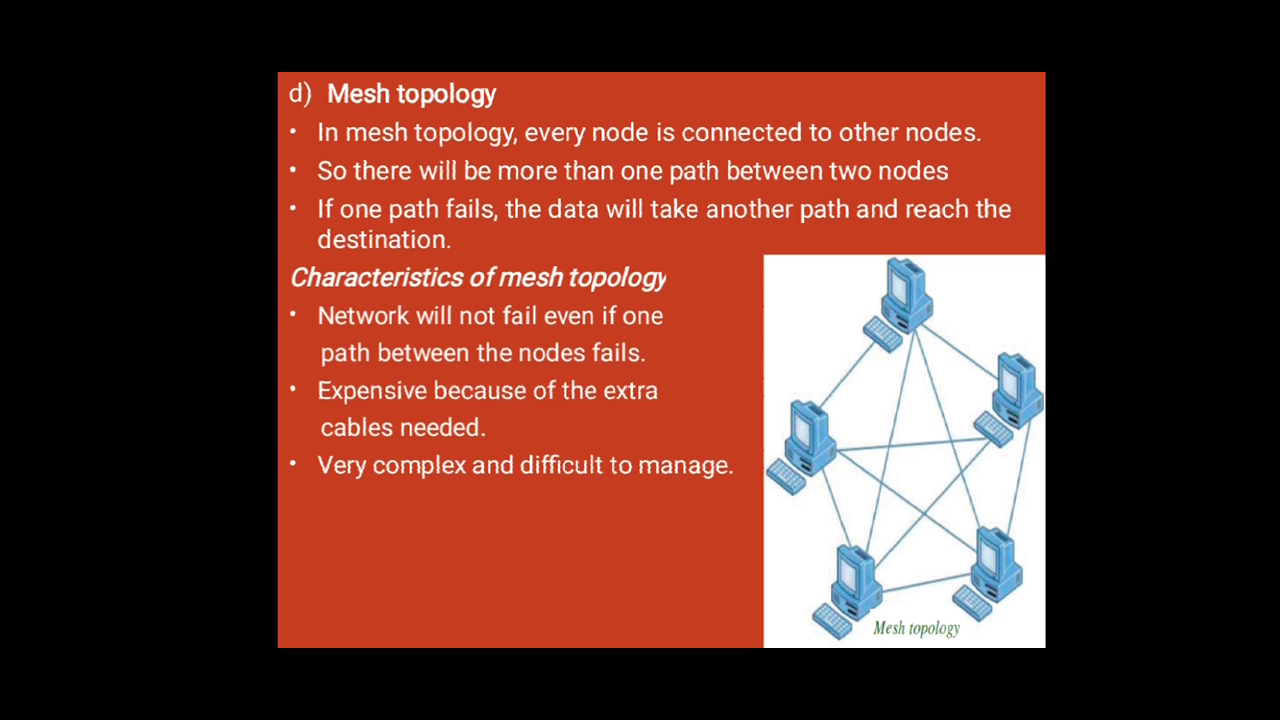 d) Mesh topology
• In mesh topology, every node is connected to other nodes.
• So there will be more than one path between two nodes
• If one path fails, the data will take another path and reach the
destination.
Characteristics of mesh topology
• Network will not fail even if one
path between the nodes fails.
• Expensive because of the extra
cables needed.
• Very complex and difficult to manage.
Mesh topology